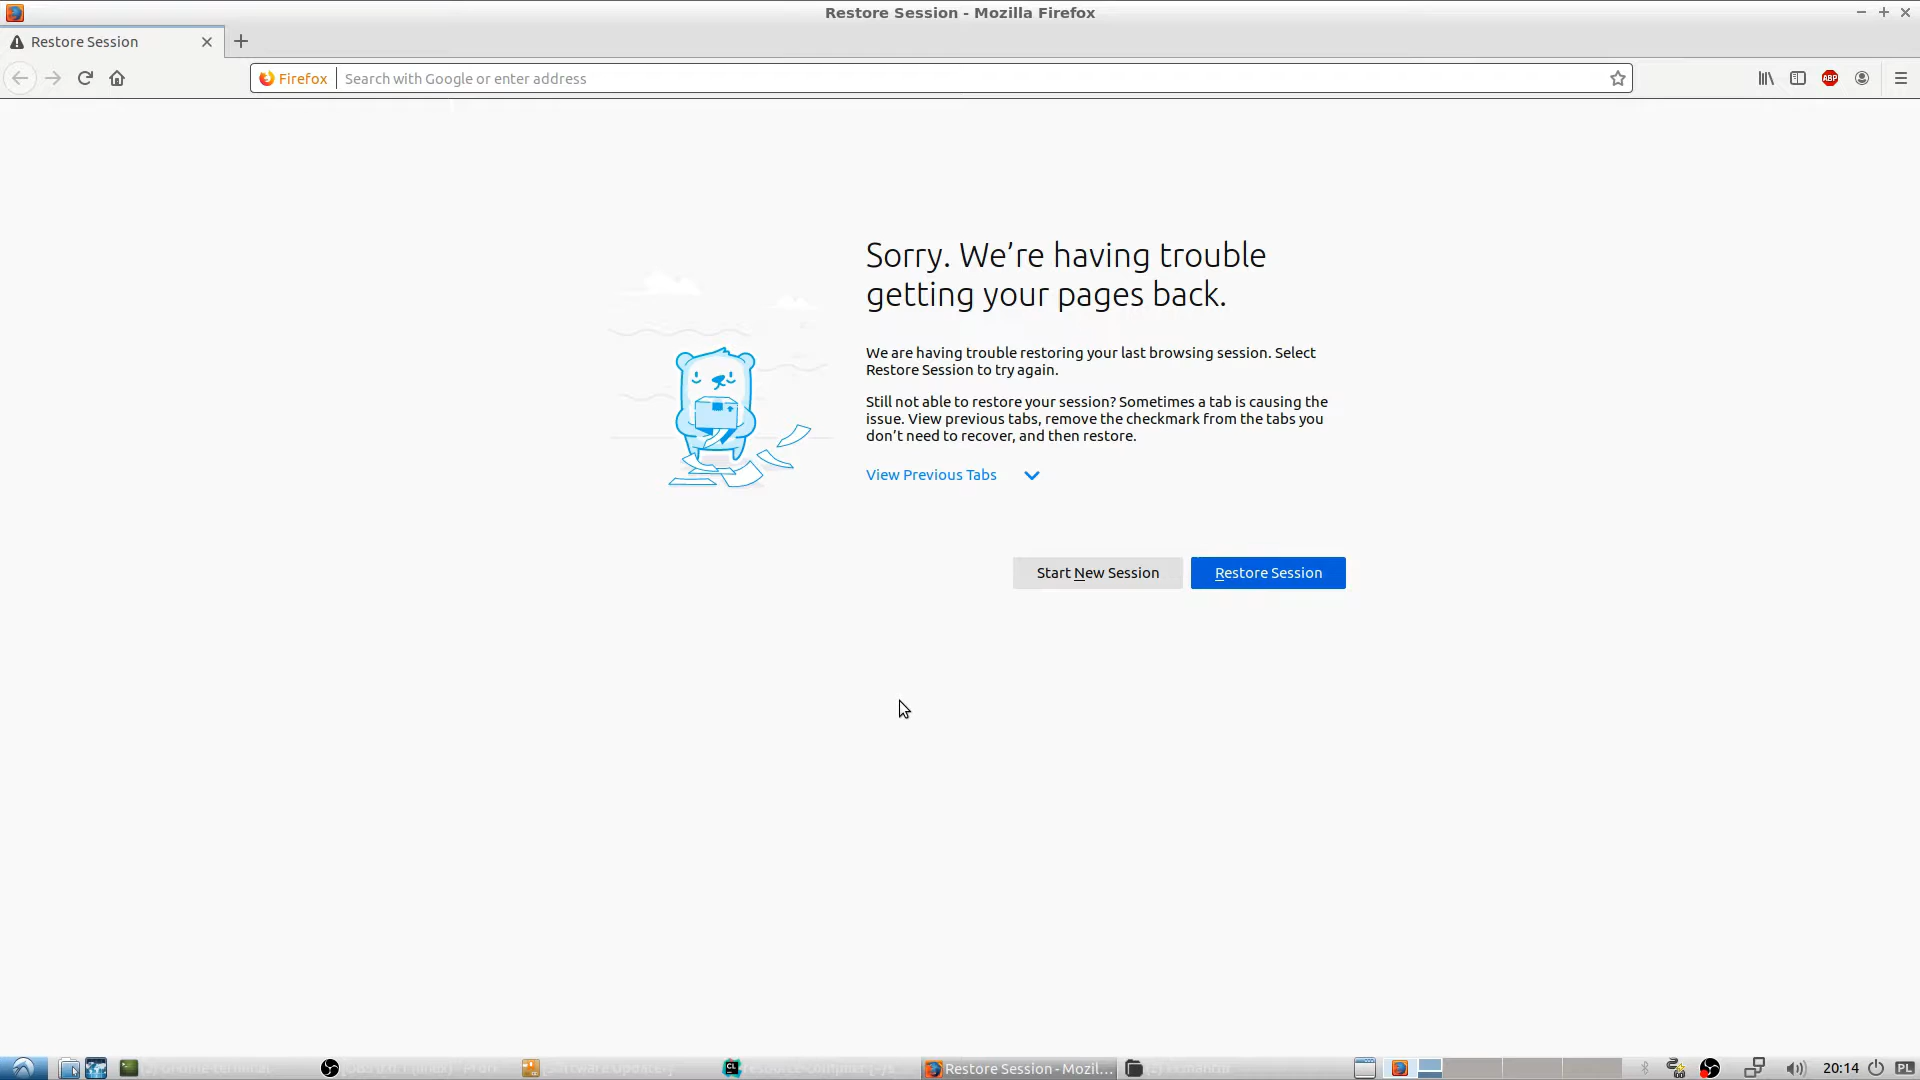 Restore Session - Mozilla Firefox
Restore Session
Firefox
Search with Google or enter address
ABP
Sorry. We’re having trouble
getting your pages back.
We are having trouble restoring your last browsing session. Select
Restore Session to try again.
Still not able to restore your session? Sometimes a tab is causing the
issue. View previous tabs, remove the checkmark from the tabs you
don’t need to recover, and then restore.
View Previous Tabs
Start New Session
Restore Session
CL
Restore Session - Mozil...
20:14
PL